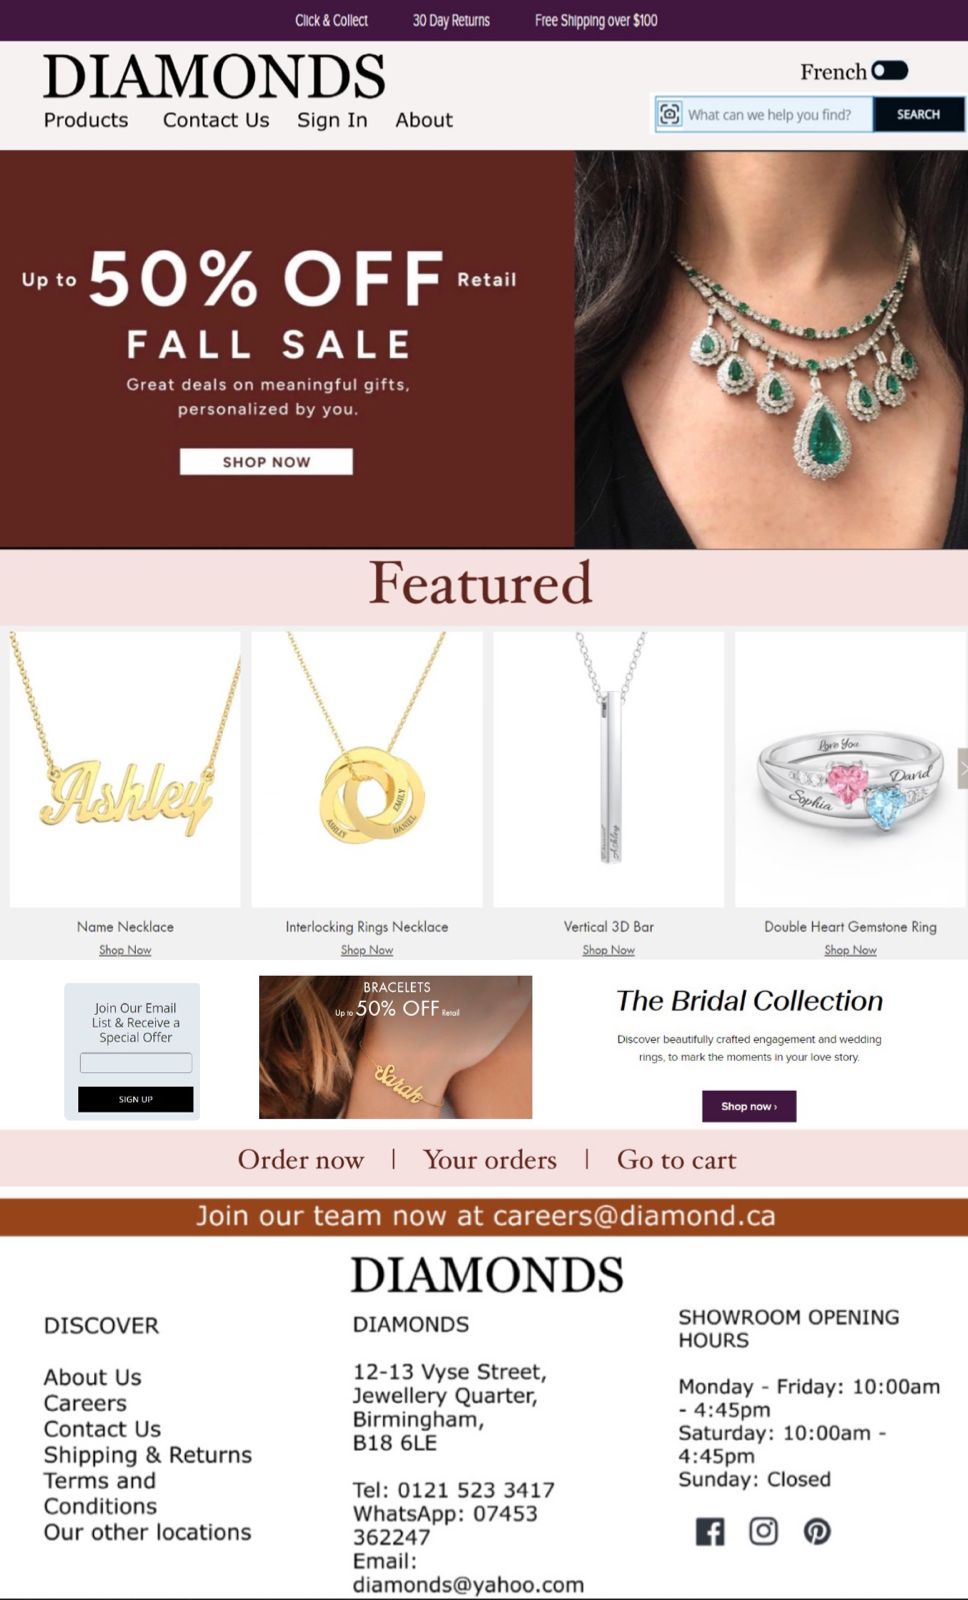 Click & Collect
30 Day Returns
Free Shipping over $100
DIAMONDS
French
Products
Contact Us
Sign In
About
What can we help you find?
SEARCH
Up to 50% OFF Retail
FALL SALE
Great deals on meaningful gifts,
personalized by you.
SHOP NOW
Featured
Ashley
ASHLEY
DANIEL
EMILY
Ashley
Love You
David
Sophia
Name Necklace
Shop Now
Interlocking Rings Necklace
Shop Now
Vertical 3D Bar
Shop Now
Double Heart Gemstone Ring
Shop Now
Join Our Email
List & Receive a
Special Offer
SIGN UP
BRACELETS
Up to 50% OFF Retail
Sarah
The Bridal Collection
Discover beautifully crafted engagement and wedding
rings, to mark the moments in your love story.
Shop now ›
Order now | Your orders | Go to cart
Join our team now at careers@diamond.ca
DIAMONDS
DISCOVER
About Us
Careers
Contact Us
Shipping & Returns
Terms and
Conditions
Our other locations
DIAMONDS
12-13 Vyse Street,
Jewellery Quarter,
Birmingham,
B18 6LE
Tel: 0121 523 3417
WhatsApp: 07453
362247
Email:
diamonds@yahoo.com
SHOWROOM OPENING
HOURS
Monday - Friday: 10:00am
- 4:45pm
Saturday: 10:00am -
4:45pm
Sunday: Closed